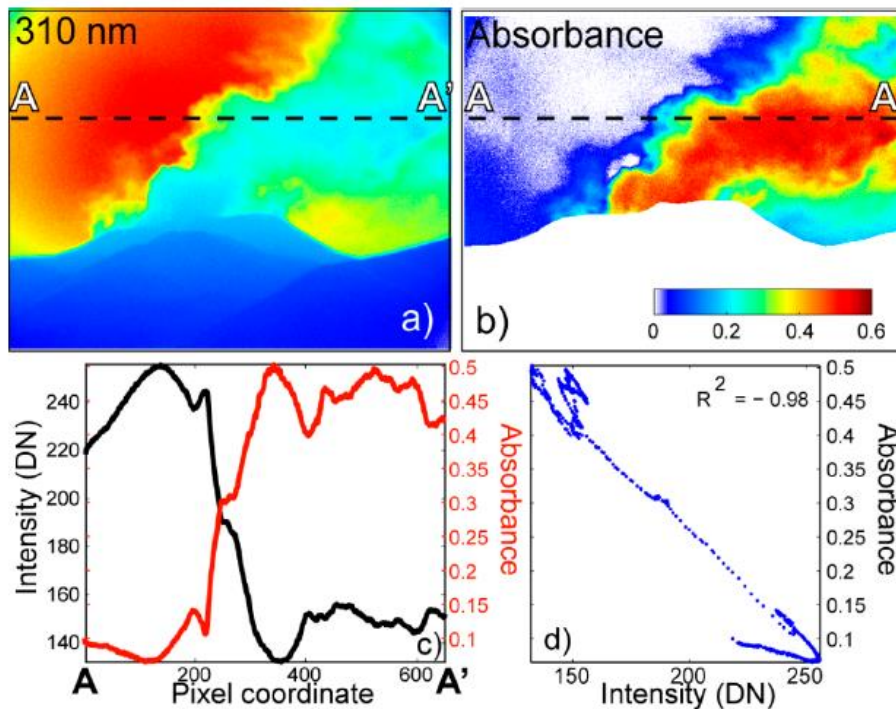 310 nm
A
A'
a)
Absorbance
A
A
b)
0
0.2
0.4
0.6
Intensity (DN)
240
220
200
180
160
140
0.5
0.45
0.4
0.35
0.3
0.25
0.2
0.15
0.1
Absorbance
c)
0
200
400
600
A
Pixel coordinate
A'
R² = − 0.98
d)
0.5
0.45
0.4
0.35
0.3
0.25
0.2
0.15
0.1
Absorbance
150
200
250
Intensity (DN)